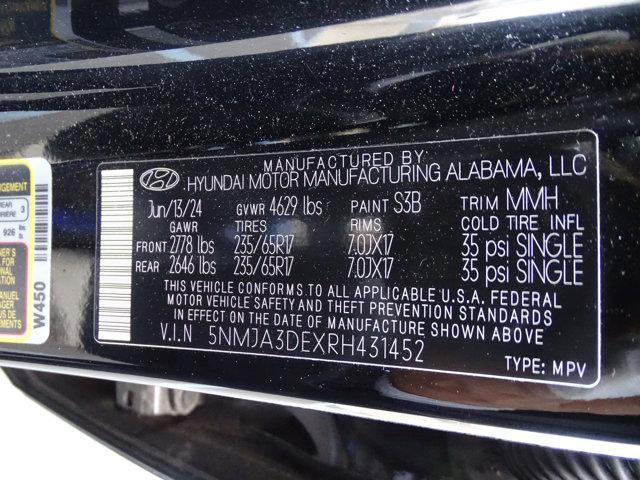 MANUFACTURED BY
HYUNDAI MOTOR MANUFACTURING ALABAMA, LLC
Jun/13/24 GVWR 4629 lbs PAINT S3B TRIM MMH
GAWR TIRES RIMS COLD TIRE INFL
FRONT 2778 lbs 235/65R17 7.0JX17 35 psi SINGLE
REAR 2646 lbs 235/65R17 7.0JX17 35 psi SINGLE
THIS VEHICLE CONFORMS TO ALL APPLICABLE U.S.A. FEDERAL
MOTOR VEHICLE SAFETY AND THEFT PREVENTION STANDARDS
IN EFFECT ON THE DATE OF MANUFACTURE SHOWN ABOVE.
V.I.N 5NMJA3DEXRH431452
TYPE: MPV
3
926 lbs
W450